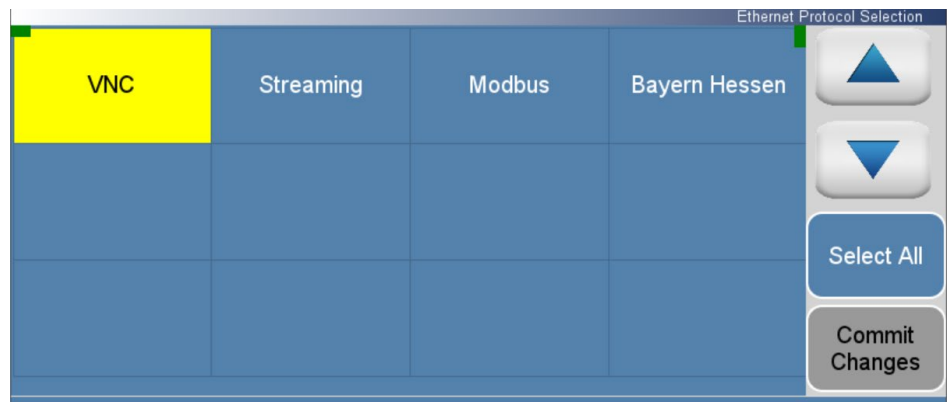 Ethernet Protocol Selection
VNC
Streaming
Modbus
Bayern Hessen
Select All
Commit
Changes